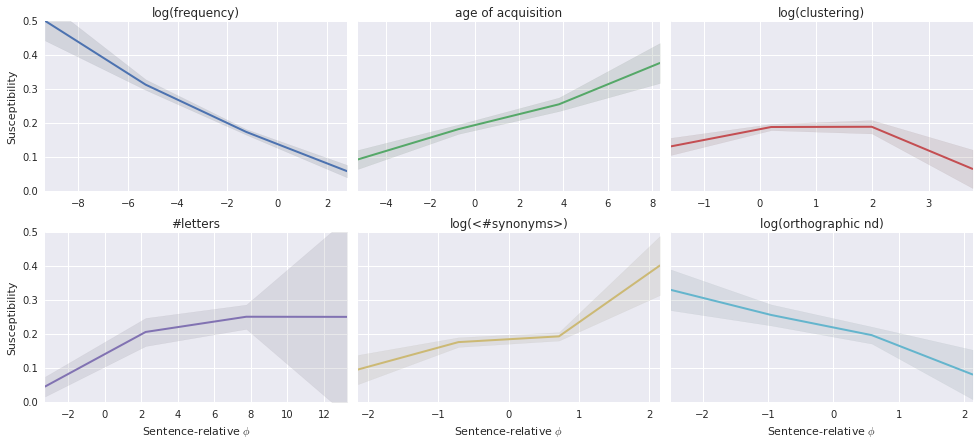 log(frequency)
age of acquisition
log(clustering)
Susceptibility
0.5
0.4
0.3
0.2
0.1
0.0
−8 −6 −4 −2 0 2
−4 −2 0 2 4 6 8
−1 0 1 2 3
#letters
log(<#synonyms>)
log(orthographic nd)
Susceptibility
0.5
0.4
0.3
0.2
0.1
0.0
−2 0 2 4 6 8 10 12
−2 −1 0 1 2
−2 −1 0 1 2
Sentence-relative ϕ
Sentence-relative ϕ
Sentence-relative ϕ